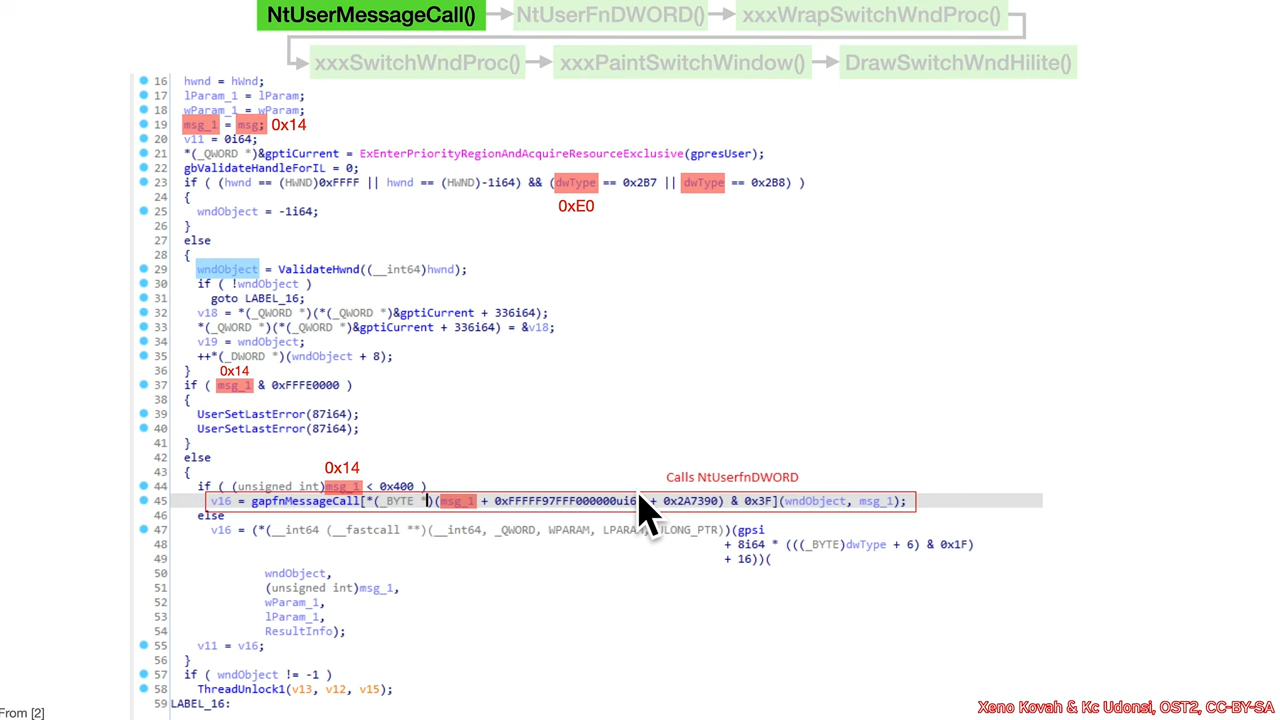 NtUserMessageCall() NtUserFnDWORD() xxxWrapSwitchWndProc()
xxxSwitchWndProc() xxxPaintSwitchWindow() DrawSwitchWndHilite()
16 hwnd = hWnd;
17 lParam_1 = lParam;
18 wParam_1 = wParam;
19 msg_1 = msg; 0x14
20 v11 = 0i64;
21 *(_QWORD *)&gptiCurrent = ExEnterPriorityRegionAndAcquireResourceExclusive(gpresUser);
22 gbValidateHandleForIL = 0;
23 if ( (hwnd == (HWND)0xFFFF || hwnd == (HWND)-1i64) && (dwType == 0x2B7 || dwType == 0x2B8) )
24 {
0xE0
25 wndObject = -1i64;
26 }
27 else
28 {
29 wndObject = ValidateHwnd((__int64)hwnd);
30 if ( !wndObject )
31 goto LABEL_16;
32 v18 = *(_QWORD *)(*(_QWORD *)&gptiCurrent + 336i64);
33 *(_QWORD *)(*(_QWORD *)&gptiCurrent + 336i64) = &v18;
34 v19 = wndObject;
35 ++*(_DWORD *)(wndObject + 8);
36 }
0x14
37 if ( msg_1 & 0xFFFE0000 )
38 {
39 UserSetLastError(87i64);
40 UserSetLastError(87i64);
41 }
42 else
43 {
0x14
Calls NtUserfnDWORD
44 if ( (unsigned int)msg_1 < 0x400 )
45 v16 = gapfnMessageCall[*(_BYTE *)(msg_1 + 0xFFFFF97FFF000000ui6 + 0x2A7390) & 0x3F](wndObject, msg_1);
46 else
47 v16 = (*(__int64 (__fastcall **)(__int64, _QWORD, WPARAM, LPARAM, ULONG_PTR))(gpsi
48 + 8i64 * (((_BYTE)dwType + 6) & 0x1F)
49 + 16))(
50 wndObject,
51 (unsigned int)msg_1,
52 wParam_1,
53 lParam_1,
54 ResultInfo);
55 v11 = v16;
56 }
57 if ( wndObject != -1 )
58 ThreadUnlock1(v13, v12, v15);
59 LABEL_16:
From [2]
Xeno Kovah & Kc Udonsi, OST2, CC-BY-SA